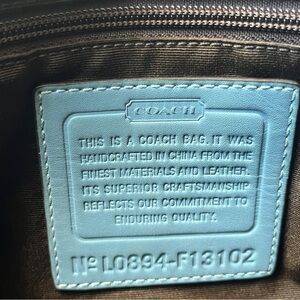 COACH
THIS IS A COACH BAG. IT WAS
HANDCRAFTED IN CHINA FROM THE
FINEST MATERIALS AND LEATHER.
ITS SUPERIOR CRAFTSMANSHIP
REFLECTS OUR COMMITMENT TO
ENDURING QUALITY.
Nº L0894-F13102